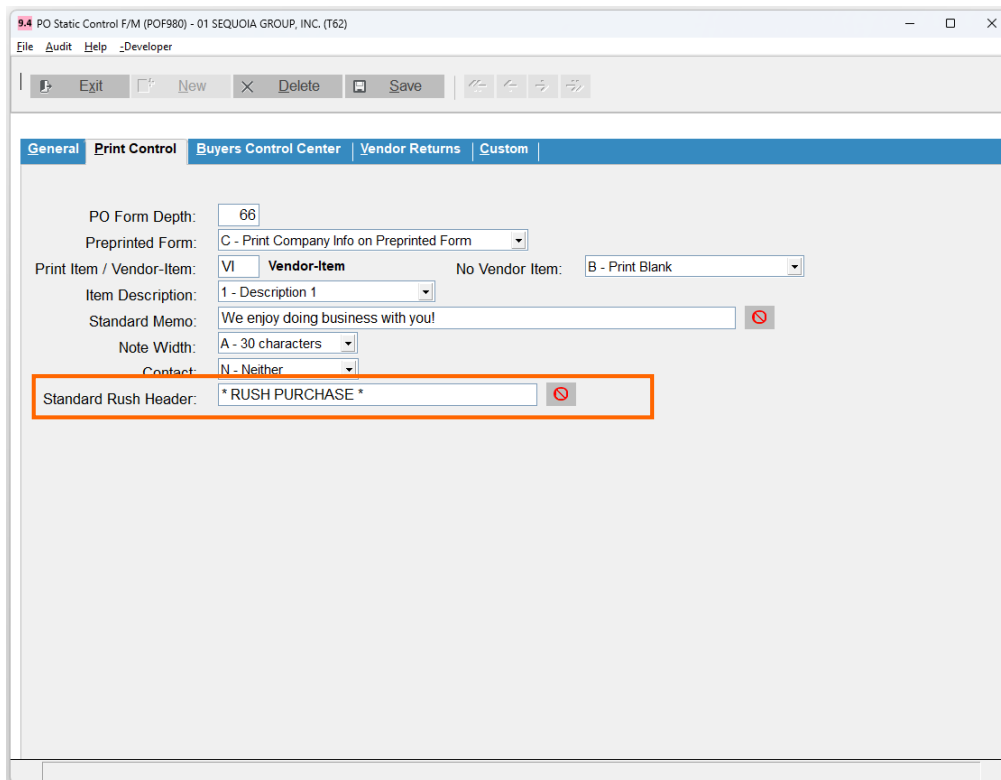 9.4 PO Static Control F/M (POF980) - 01 SEQUOIA GROUP, INC. (T62)
File Audit Help -Developer
Exit New Delete Save
General Print Control Buyers Control Center Vendor Returns Custom
PO Form Depth: 66
Preprinted Form: C - Print Company Info on Preprinted Form
Print Item / Vendor-Item: VI Vendor-Item No Vendor Item: B - Print Blank
Item Description: 1 - Description 1
Standard Memo: We enjoy doing business with you!
Note Width: A - 30 characters
Contact: N - Neither
Standard Rush Header: * RUSH PURCHASE *